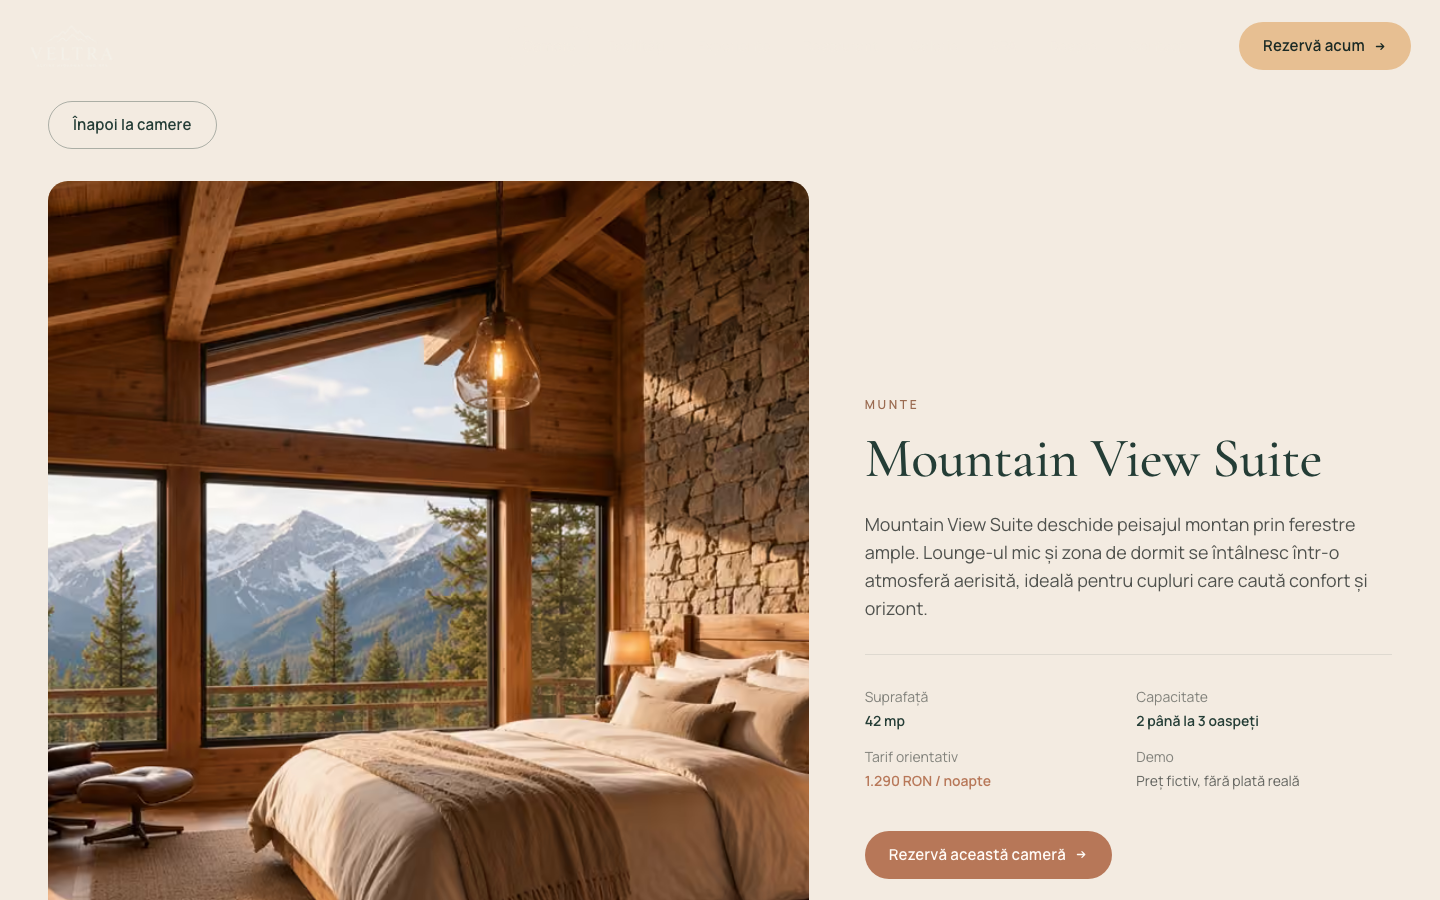 VELIRA
Rezervă acum →
Înapoi la camere
MUNTE
Mountain View Suite
Mountain View Suite deschide peisajul montan prin ferestre
ample. Lounge-ul mic și zona de dormit se întâlnesc într-o
atmosferă aerisită, ideală pentru cupluri care caută confort și
orizont.
Suprafață
42 mp
Capacitate
2 până la 3 oaspeți
Tarif orientativ
1.290 RON / noapte
Demo
Preț fictiv, fără plată reală
Rezervă această cameră →